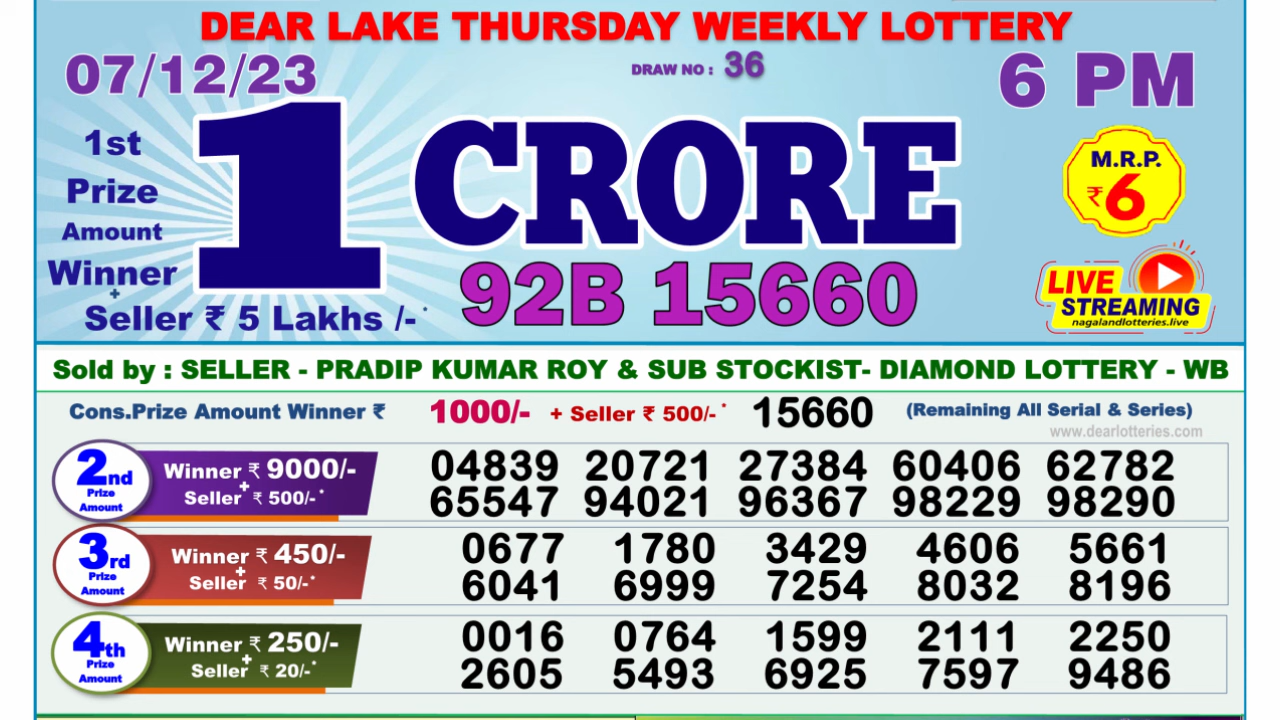 DEAR LAKE THURSDAY WEEKLY LOTTERY
07/12/23
DRAW NO : 36
6 PM
1st
Prize
Amount
Winner
+
Seller ₹ 5 Lakhs /-*
1 CRORE
92B 15660
M.R.P.
₹6
LIVE
STREAMING
nagalandlotteries.live
Sold by : SELLER - PRADIP KUMAR ROY & SUB STOCKIST- DIAMOND LOTTERY - WB
Cons.Prize Amount Winner ₹ 1000/- + Seller ₹ 500/-* 15660 (Remaining All Serial & Series)
www.dearlotteries.com
2nd
Prize
Amount
Winner ₹ 9000/-
+
Seller ₹ 500/-*
04839 20721 27384 60406 62782
65547 94021 96367 98229 98290
3rd
Prize
Amount
Winner ₹ 450/-
+
Seller ₹ 50/-*
0677 1780 3429 4606 5661
6041 6999 7254 8032 8196
4th
Prize
Amount
Winner ₹ 250/-
+
Seller ₹ 20/-*
0016 0764 1599 2111 2250
2605 5493 6925 7597 9486